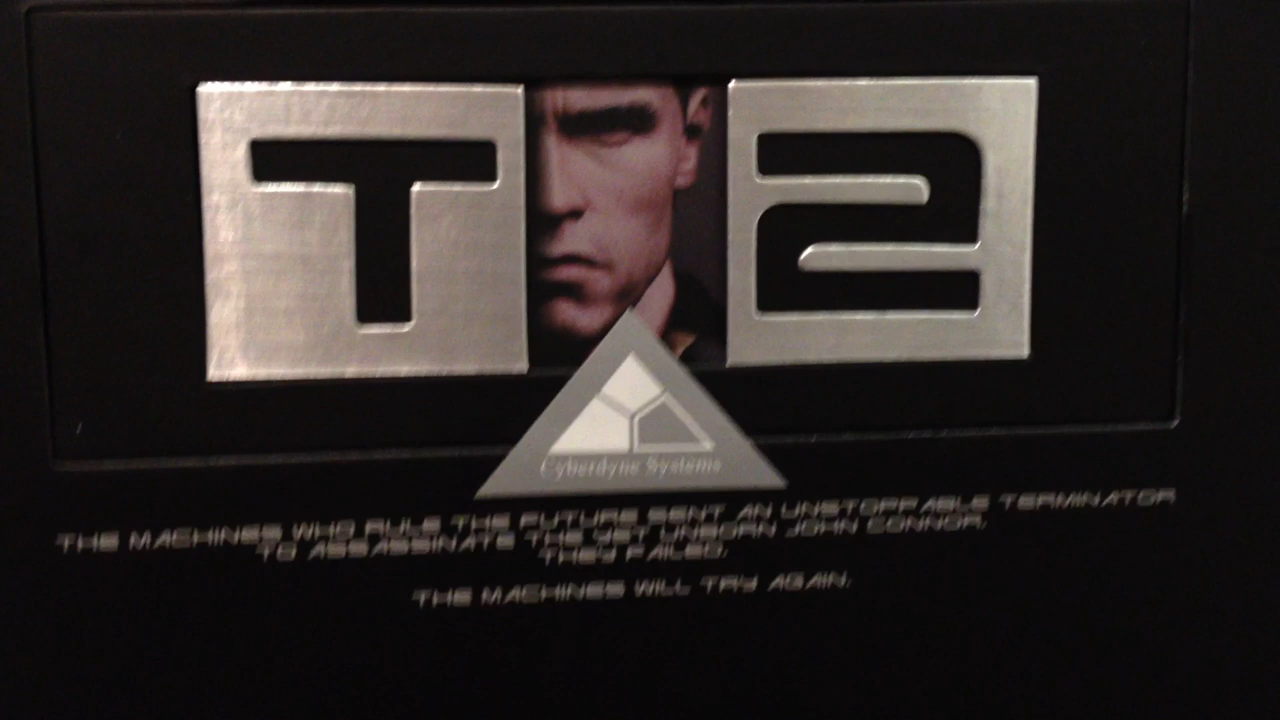 T 2
Cyberdyne Systems
THE MACHINES WHO RULE THE FUTURE SENT AN UNSTOPPABLE TERMINATOR
TO ASSASSINATE THE YET UNBORN JOHN CONNOR.
THEY FAILED.
THE MACHINES WILL TRY AGAIN.